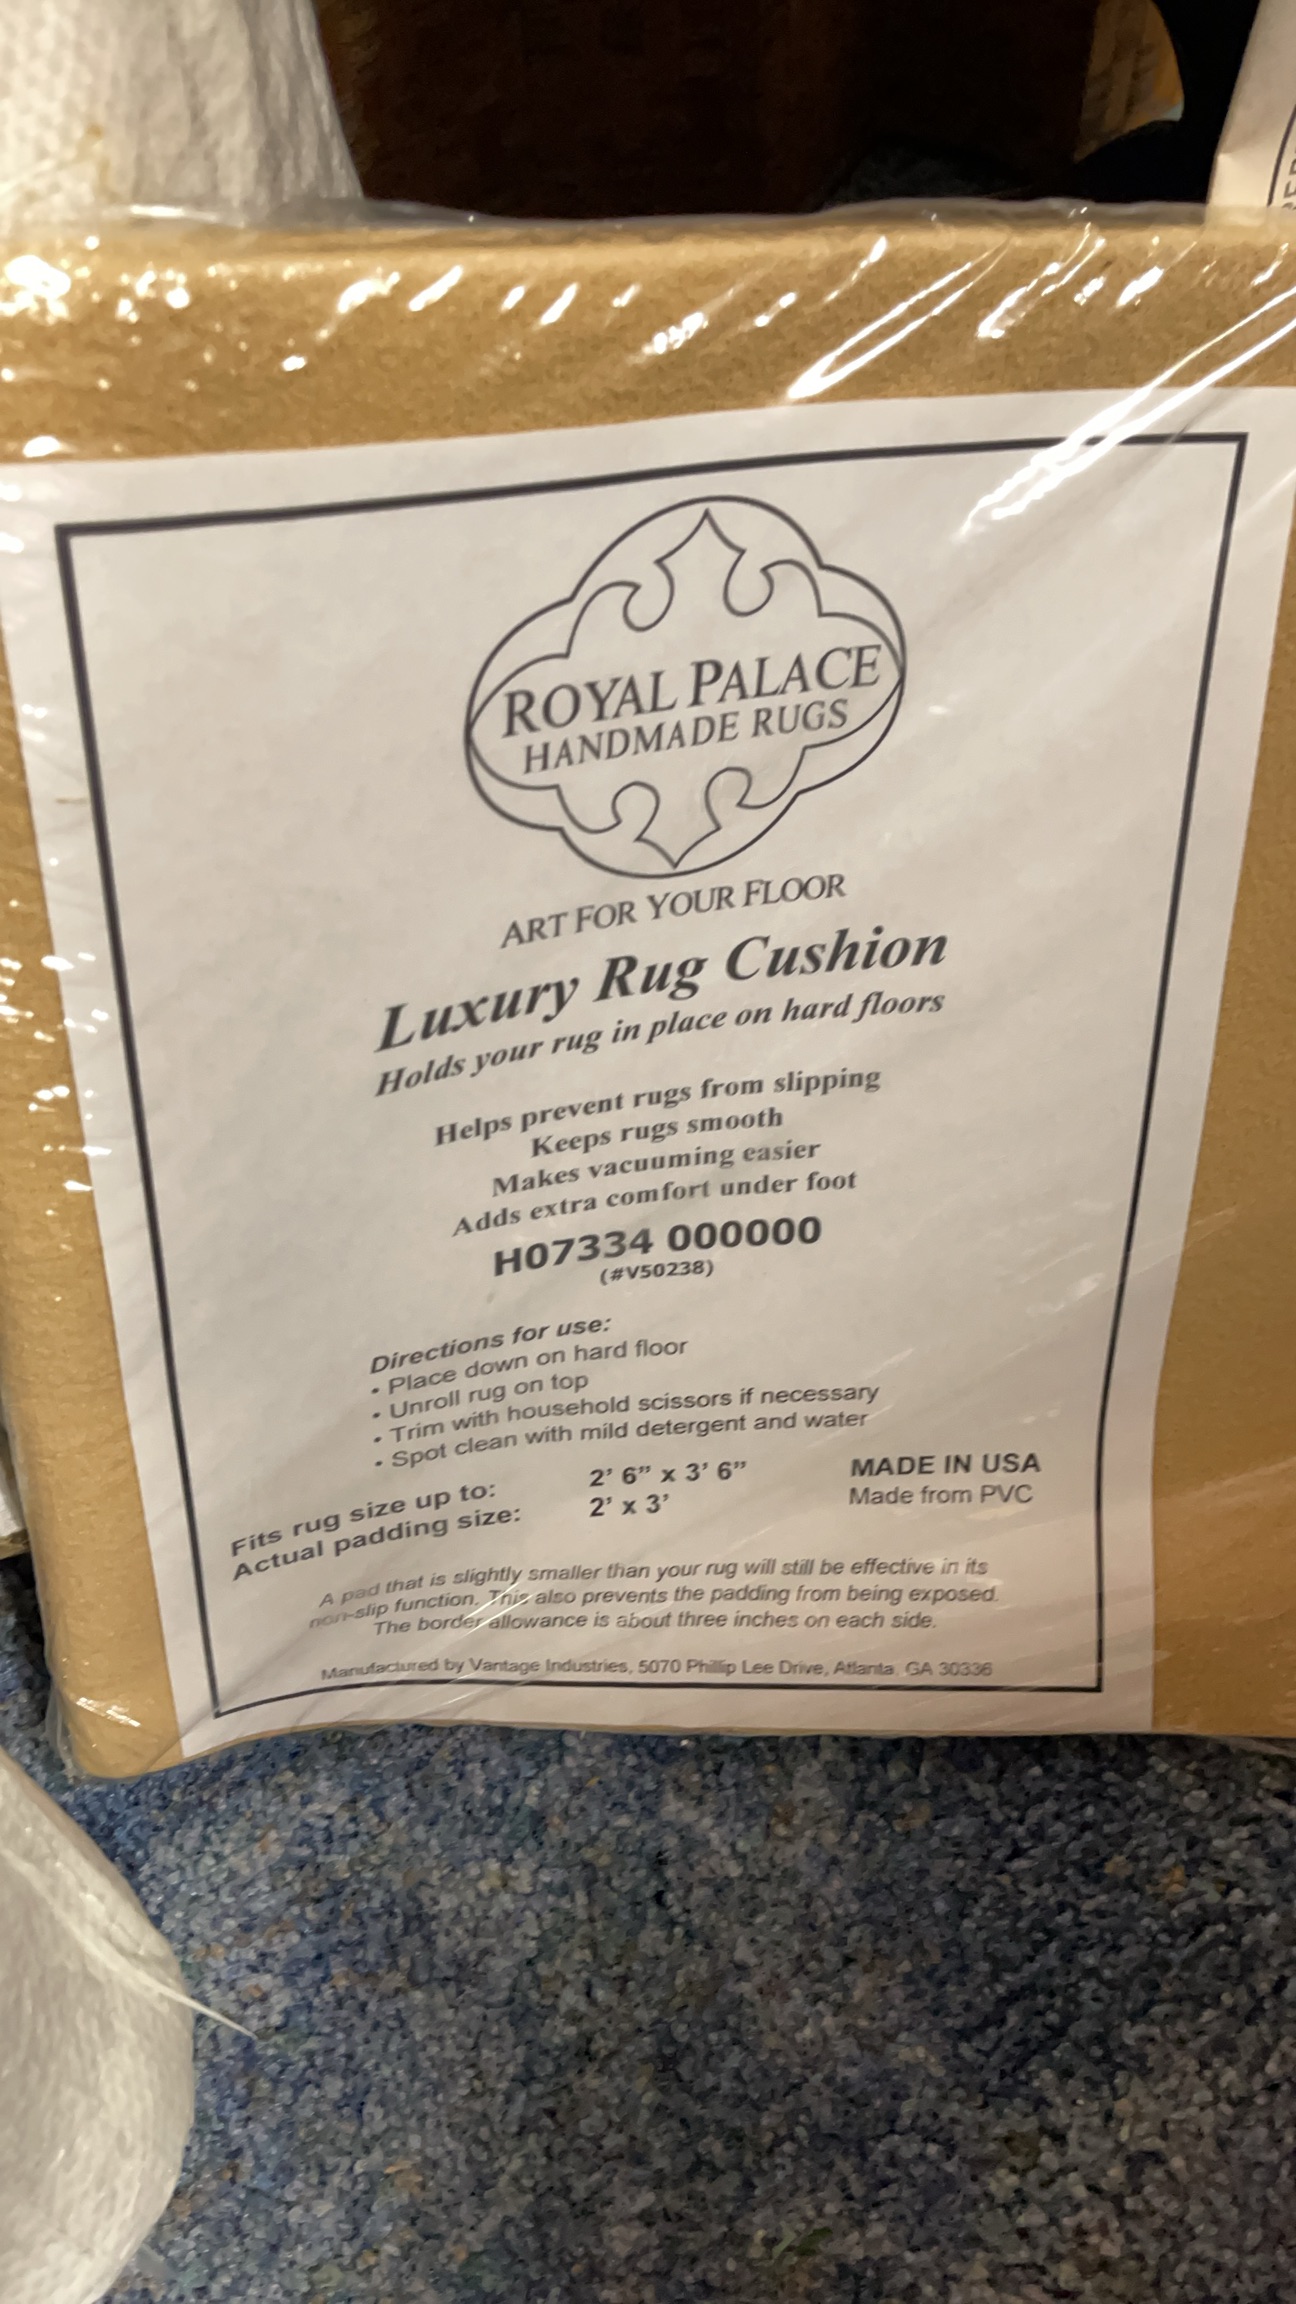 ROYAL PALACE
HANDMADE RUGS
ART FOR YOUR FLOOR
Luxury Rug Cushion
Holds your rug in place on hard floors
Helps prevent rugs from slipping
Keeps rugs smooth
Makes vacuuming easier
Adds extra comfort under foot
H07334 000000
(#V50238)
Directions for use:
• Place down on hard floor
• Unroll rug on top
• Trim with household scissors if necessary
• Spot clean with mild detergent and water
Fits rug size up to: 2' 6" x 3' 6" MADE IN USA
Actual padding size: 2' x 3' Made from PVC
A pad that is slightly smaller than your rug will still be effective in its
non-slip function. This also prevents the padding from being exposed.
The border allowance is about three inches on each side.
Manufactured by Vantage Industries, 5070 Phillip Lee Drive, Atlanta, GA 30336